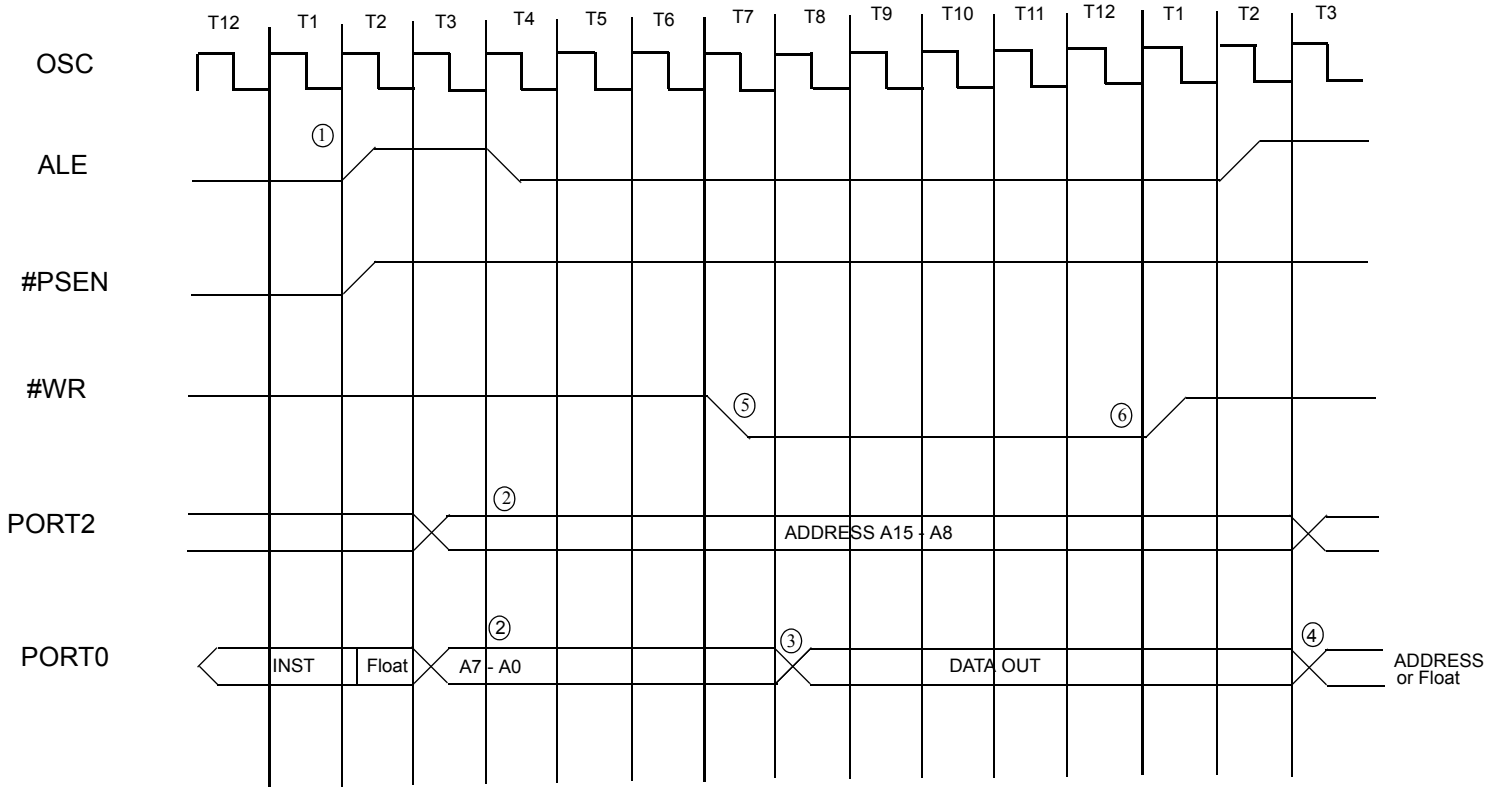 T12 T1 T2 T3 T4 T5 T6 T7 T8 T9 T10 T11 T12 T1 T2 T3
OSC
①
ALE
#PSEN
#WR
⑤ ⑥
②
PORT2
ADDRESS A15 - A8
② ③ ④
PORT0
INST Float A7 - A0 DATA OUT
ADDRESS
or Float